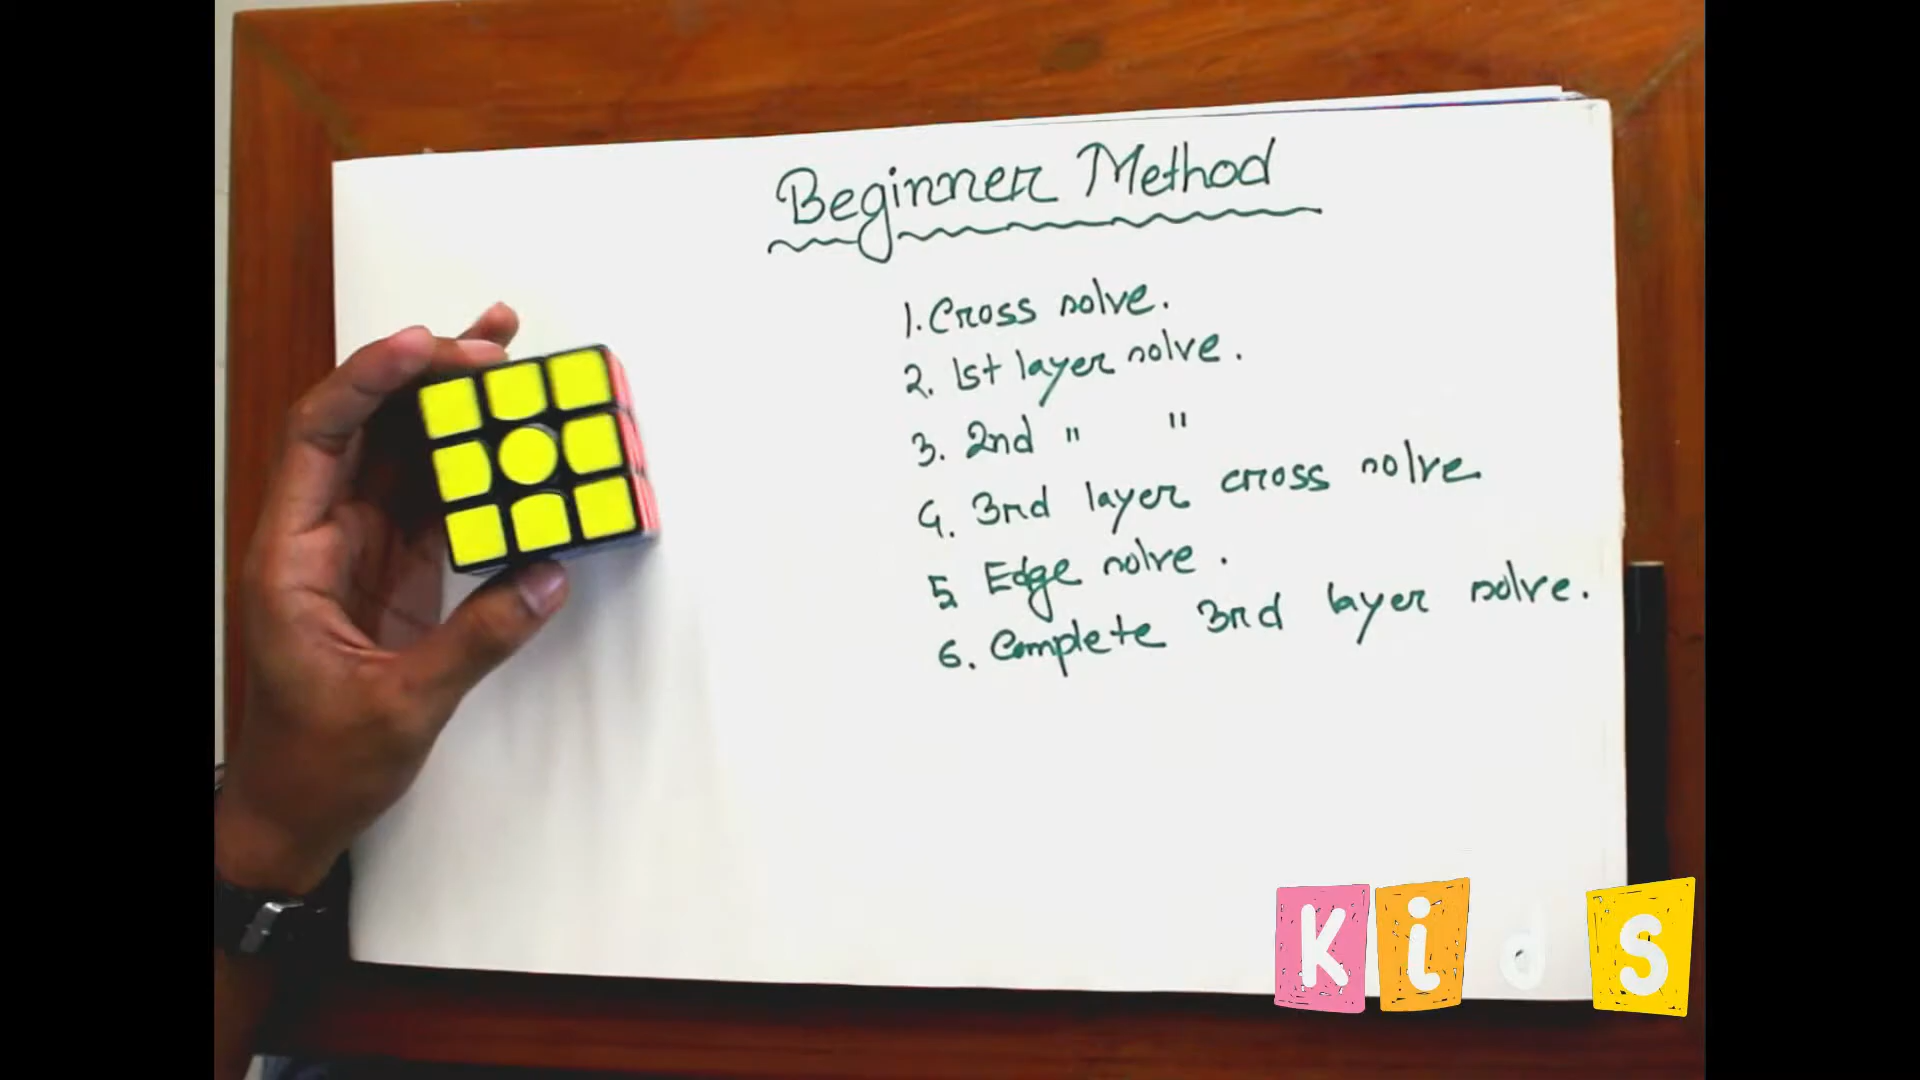 Beginner Method
1. Cross solve.
2. 1st layer solve.
3. 2nd " "
4. 3rd layer cross solve
5 Edge solve.
6. Complete 3rd layer solve.
Kids